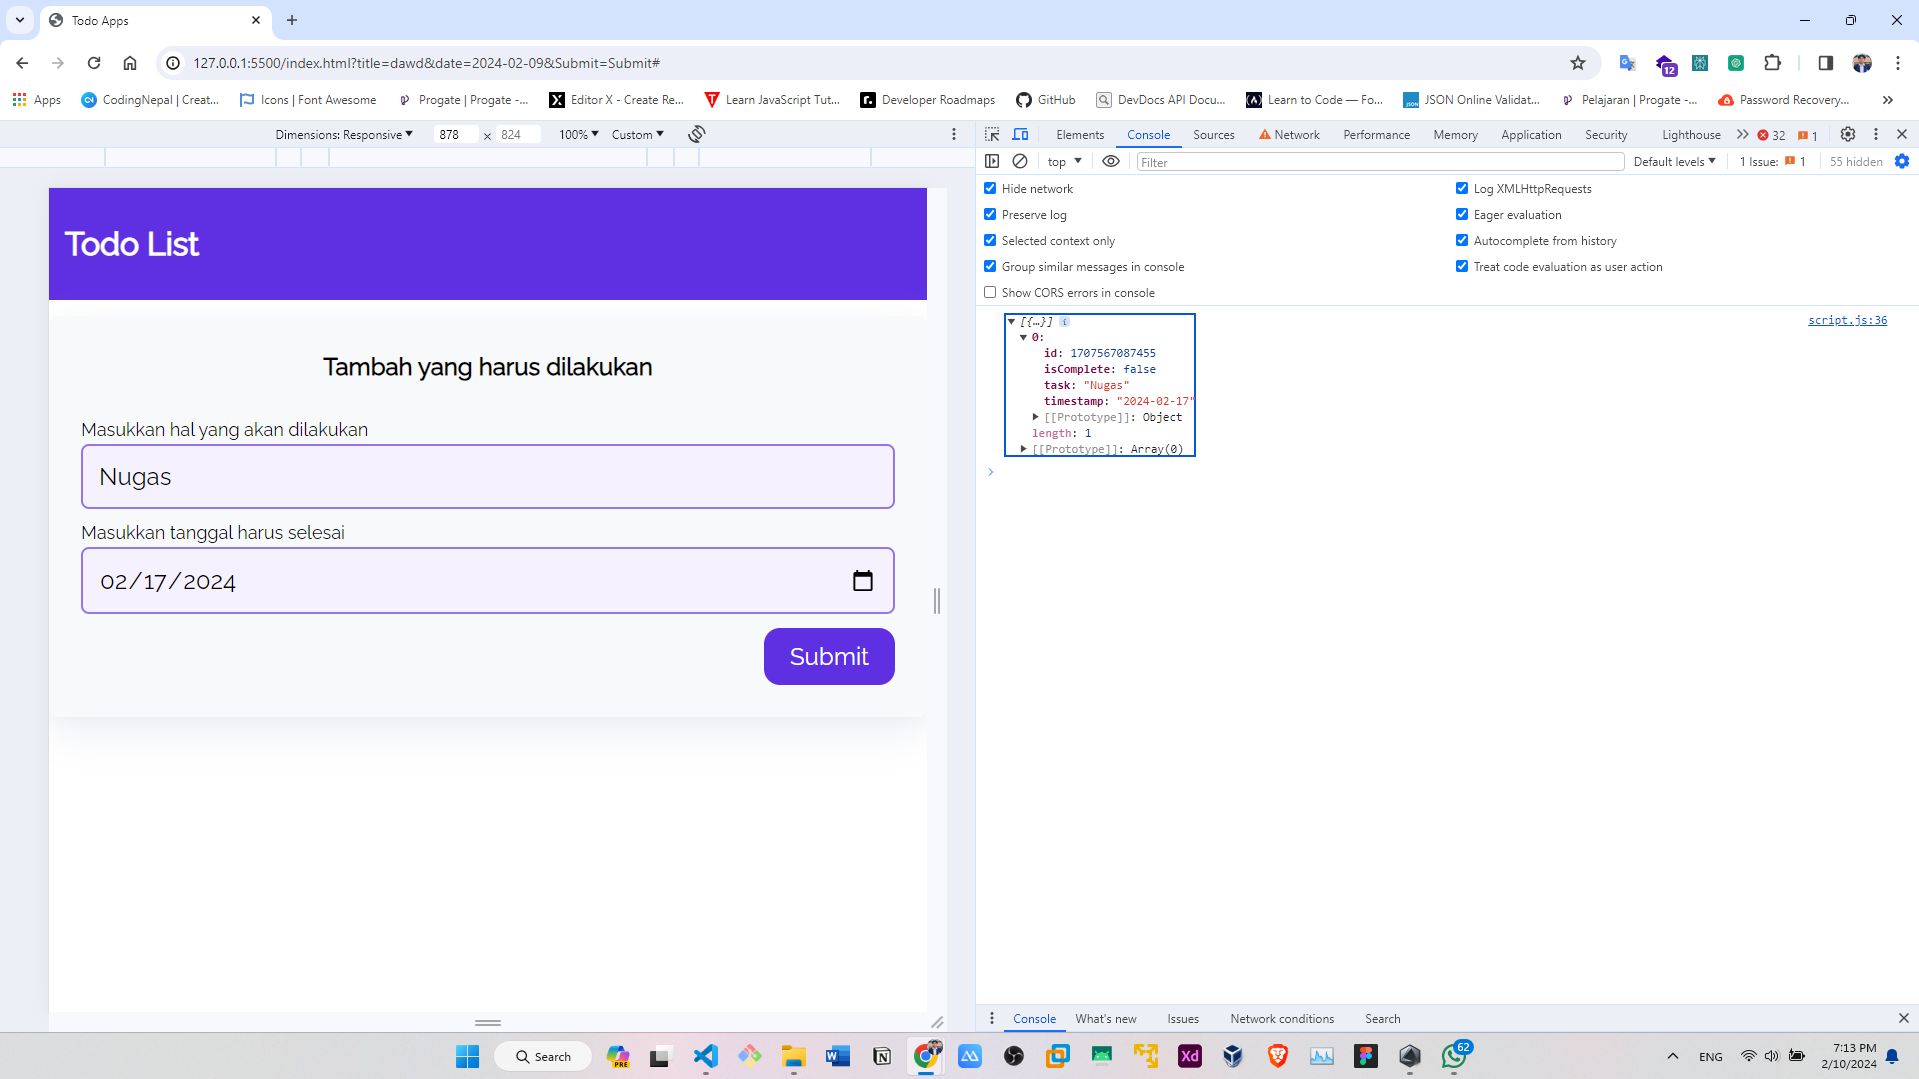 Todo Apps
127.0.0.1:5500/index.html?title=dawd&date=2024-02-09&Submit=Submit#
12
Apps
CodingNepal | Creat...
Icons | Font Awesome
Progate | Progate -...
Editor X - Create Re...
Learn JavaScript Tut...
Developer Roadmaps
GitHub
DevDocs API Docu...
Learn to Code — Fo...
JSON Online Validat...
Pelajaran | Progate -...
Password Recovery...
Dimensions: Responsive
878
×
824
100%
Custom
Elements
Console
Sources
Network
Performance
Memory
Application
Security
Lighthouse
32
1
top
Filter
Default levels
1 Issue:
1
55 hidden
Hide network
Log XMLHttpRequests
Preserve log
Eager evaluation
Selected context only
Autocomplete from history
Group similar messages in console
Treat code evaluation as user action
Show CORS errors in console
[{…}] i
script.js:36
0:
id: 1707567087455
isComplete: false
task: "Nugas"
timestamp: "2024-02-17"
[[Prototype]]: Object
length: 1
[[Prototype]]: Array(0)
Todo List
Tambah yang harus dilakukan
Masukkan hal yang akan dilakukan
Nugas
Masukkan tanggal harus selesai
02/17/2024
Submit
Console
What's new
Issues
Network conditions
Search
Search
PRE
Xd
62
ENG
7:13 PM
2/10/2024